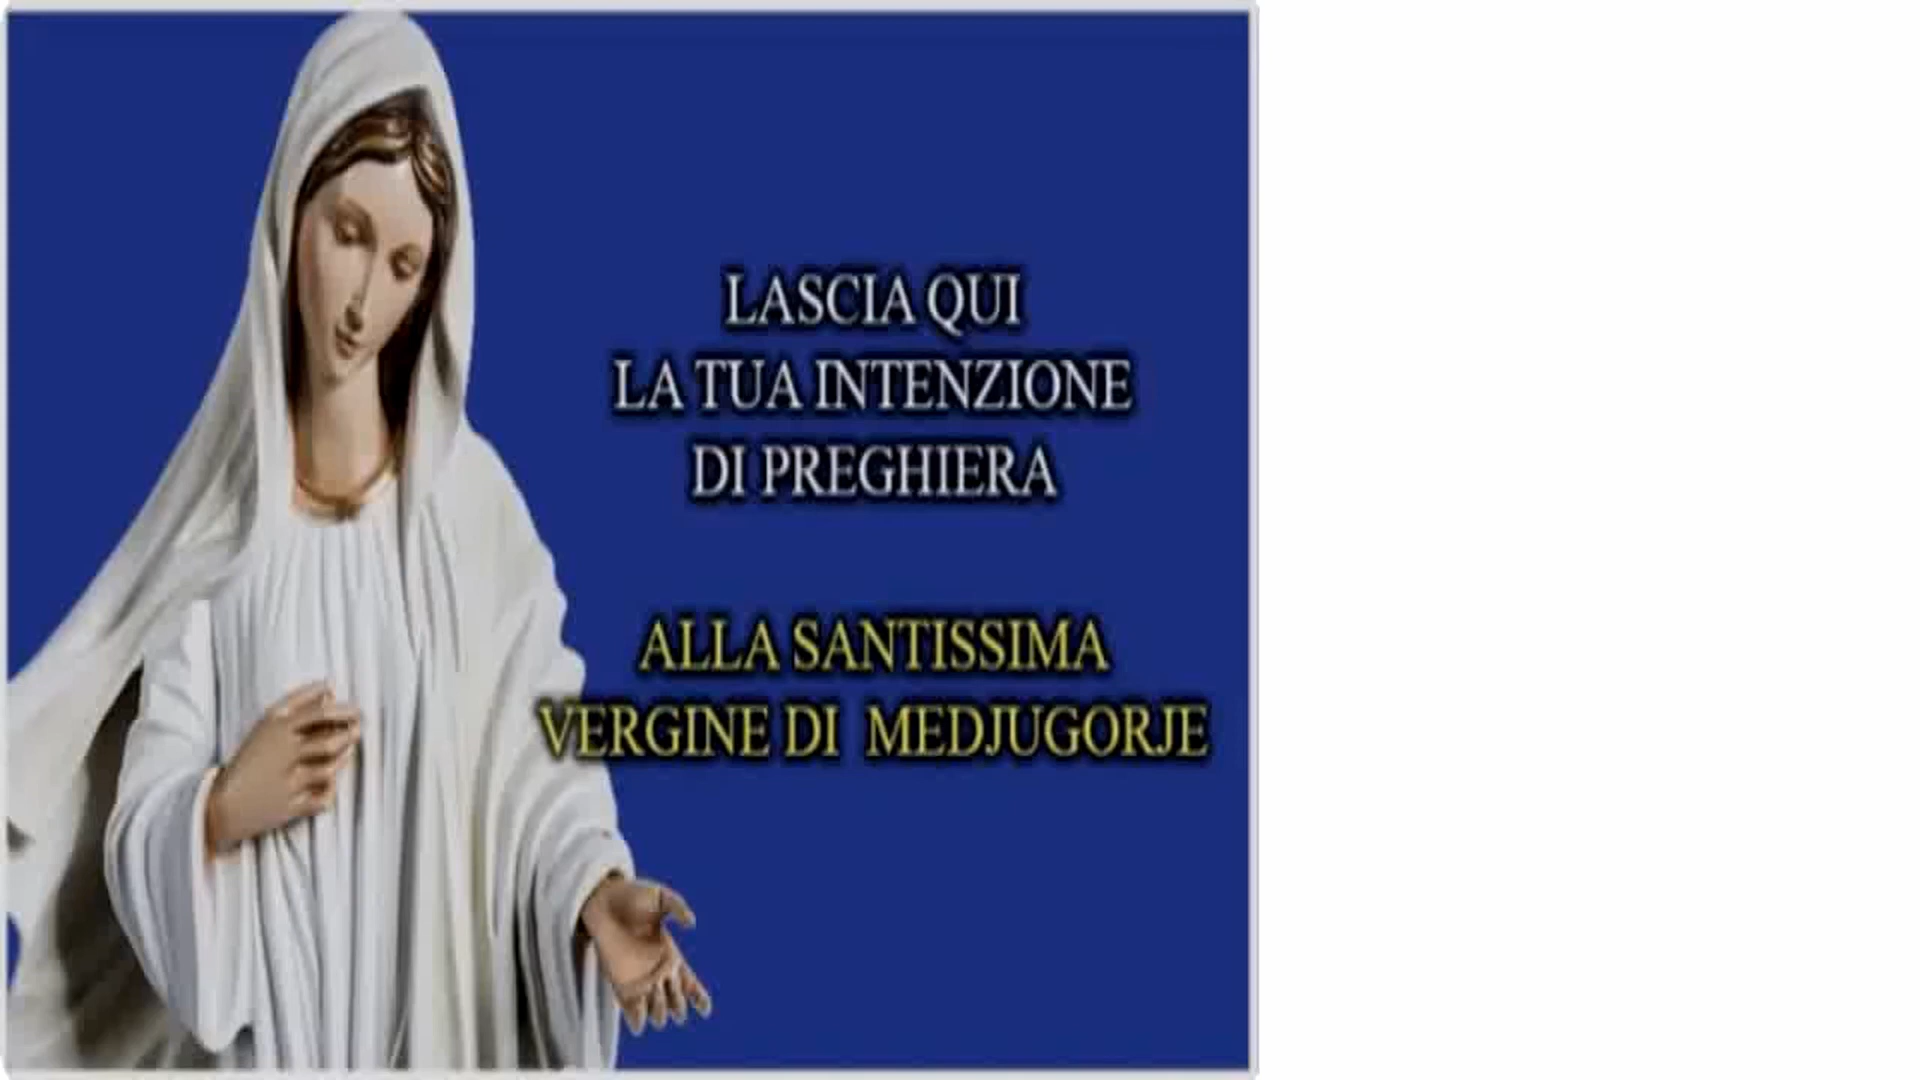 LASCIA QUI
LA TUA INTENZIONE
DI PREGHIERA
ALLA SANTISSIMA
VERGINE DI MEDJUGORJE